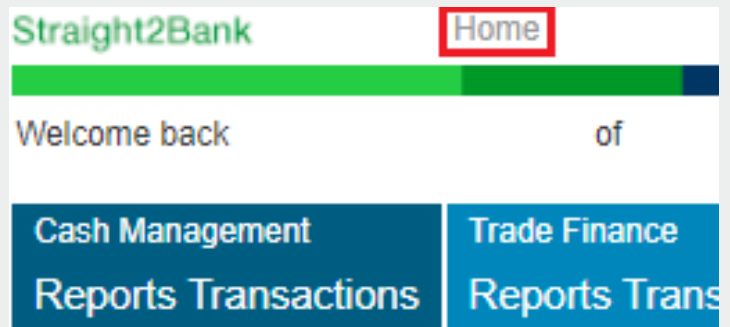 Straight2Bank Home
Welcome back of
Cash Management Trade Finance
Reports Transactions Reports Trans